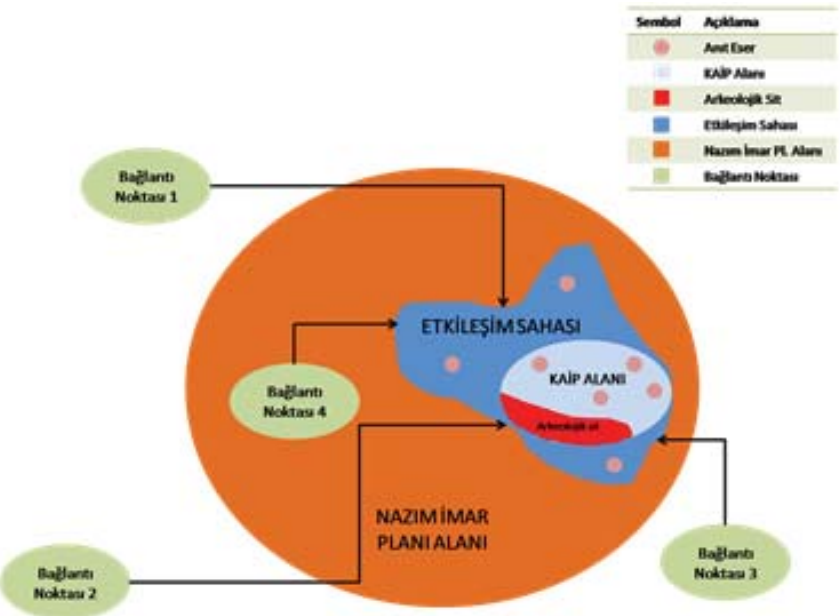 Sembol Açıklama
Anıt Eser
KAİP Alanı
Arkeolojik Sit
Etkileşim Sahası
Nazım İmar Pl. Alanı
Bağlantı Noktası
Bağlantı
Noktası 1
ETKİLEŞİM SAHASI
KAİP ALANI
Bağlantı
Noktası 4
Arkeolojik sit
NAZIM İMAR
PLANI ALANI
Bağlantı
Noktası 3
Bağlantı
Noktası 2